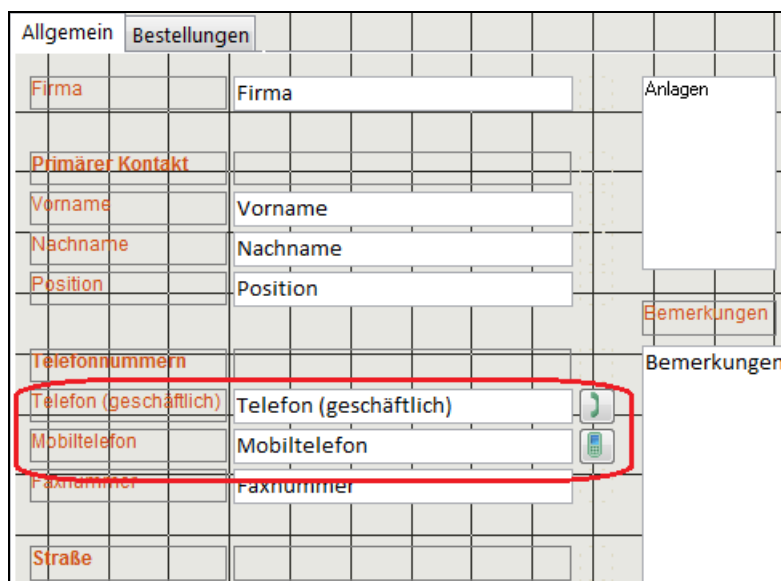 Allgemein Bestellungen
Firma Firma
Anlagen
Primärer Kontakt
Vorname Vorname
Nachname Nachname
Position Position
Bemerkungen
Telefonnummern
Bemerkungen
Telefon (geschäftlich) Telefon (geschäftlich)
Mobiltelefon Mobiltelefon
Faxnummer Faxnummer
Straße